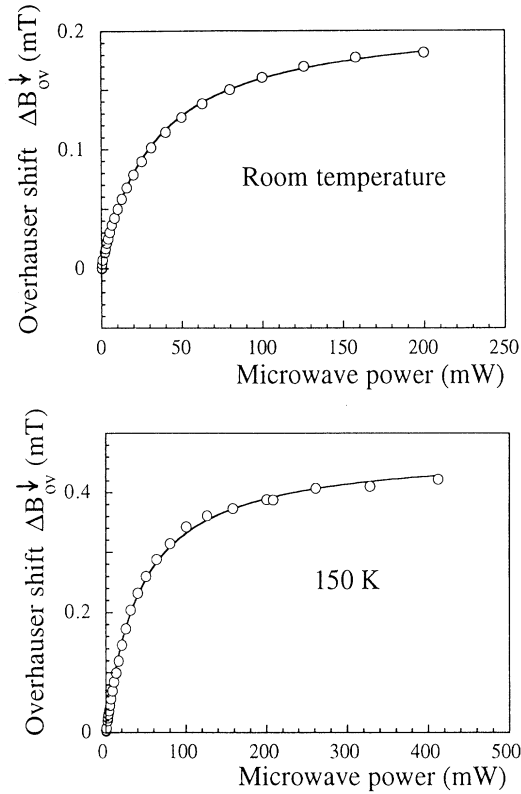 0.2
0.1
0
Overhauser shift ΔB↓ov (mT)
Room temperature
0 50 100 150 200 250
Microwave power (mW)
0.4
0.2
0
Overhauser shift ΔB↓ov (mT)
150 K
0 100 200 300 400 500
Microwave power (mW)